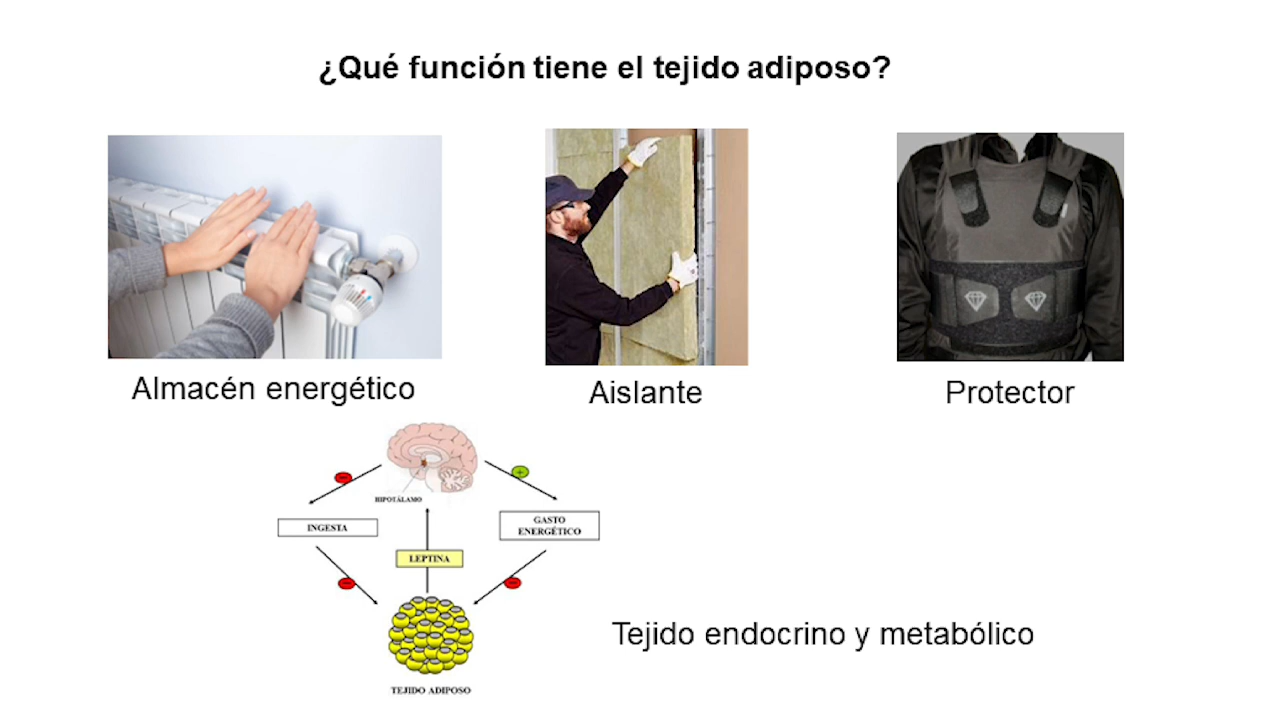 ¿Qué función tiene el tejido adiposo?
Almacén energético
Aislante
Protector
HIPOTÁLAMO
INGESTA
GASTO
ENERGÉTICO
LEPTINA
TEJIDO ADIPOSO
Tejido endocrino y metabólico